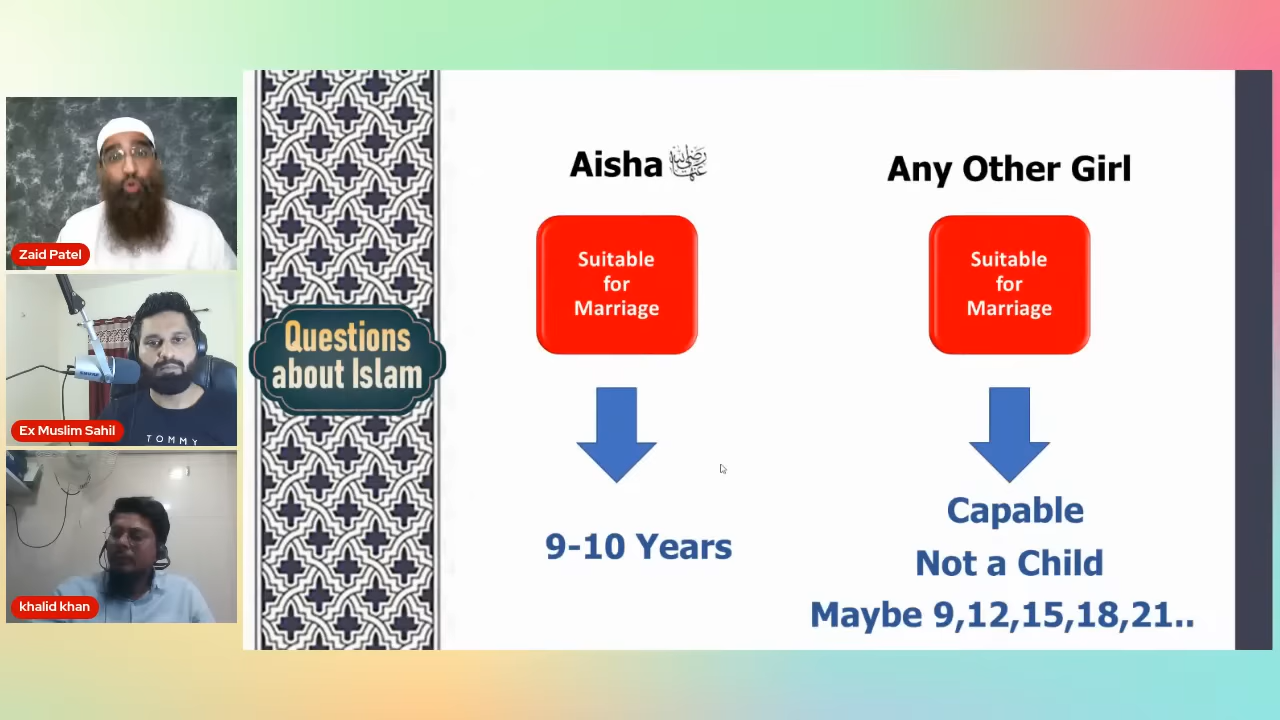 Zaid Patel
Ex Muslim Sahil
TOMMY
khalid khan
Questions
about Islam
Aisha رضي الله عنها
Suitable
for
Marriage
9-10 Years
Any Other Girl
Suitable
for
Marriage
Capable
Not a Child
Maybe 9,12,15,18,21..